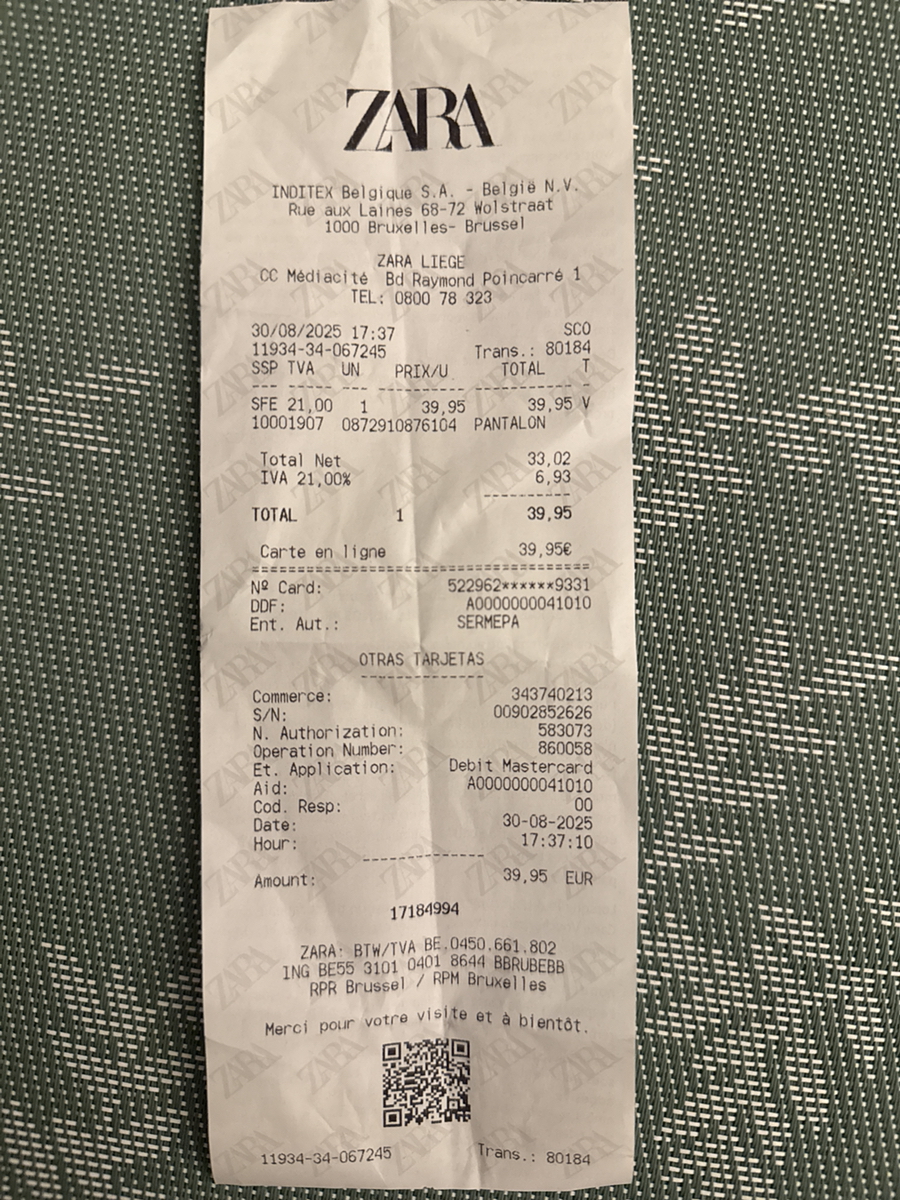 ZARA
INDITEX Belgique S.A. - België N.V.
Rue aux Laines 68-72 Wolstraat
1000 Bruxelles- Brussel
ZARA LIEGE
CC Médiacité Bd Raymond Poincarré 1
TEL: 0800 78 323
30/08/2025 17:37 SCO
11934-34-067245 Trans.: 80184
SSP TVA UN PRIX/U. TOTAL T
--- ----- --- --------- ----------- -
SFE 21,00 1 39,95 39,95 V
10001907 0872910876104 PANTALON
Total Net 33,02
IVA 21,00% 6,93
----------
TOTAL 1 39,95
Carte en ligne 39,95€
=====================================
Nº Card: 522962******9331
DDF: A0000000041010
Ent. Aut.: SERMEPA
OTRAS TARJETAS
--------------
Commerce: 343740213
S/N: 00902852626
N. Authorization: 583073
Operation Number: 860058
Et. Application: Debit Mastercard
Aid: A0000000041010
Cod. Resp: 00
Date: 30-08-2025
Hour: 17:37:10
--------------
Amount: 39,95 EUR
17184994
ZARA: BTW/TVA BE.0450.661.802
ING BE55 3101 0401 8644 BBRUBEBB
RPR Brussel / RPM Bruxelles
Merci pour votre visite et à bientôt.
11934-34-067245 Trans.: 80184